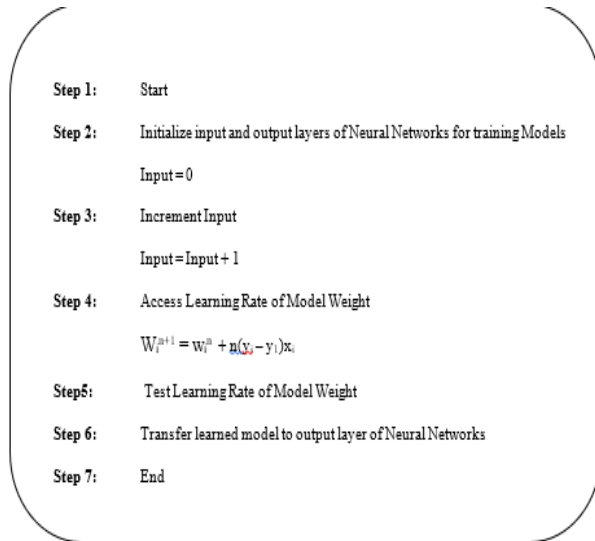 Step 1: Start
Step 2: Initialize input and output layers of Neural Networks for training Models
Input = 0
Step 3: Increment Input
Input = Input + 1
Step 4: Access Learning Rate of Model Weight
Wᵢⁿ⁺¹ = wᵢⁿ + n(yᵢ – yᵢ)xᵢ
Step5: Test Learning Rate of Model Weight
Step 6: Transfer learned model to output layer of Neural Networks
Step 7: End